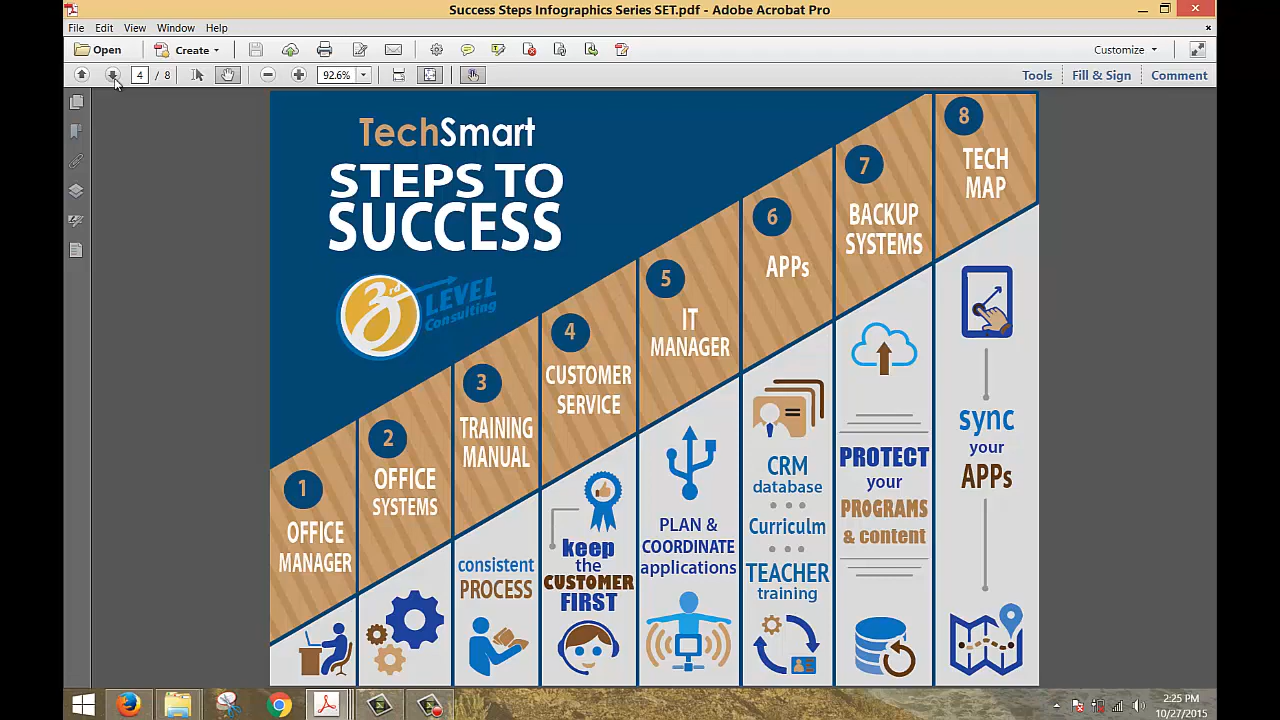 Success Steps Infographics Series SET.pdf - Adobe Acrobat Pro
File Edit View Window Help
Open Create Customize
4 / 8 92.6% Tools Fill & Sign Comment
TechSmart
STEPS TO
SUCCESS
3rd LEVEL
Consulting
1
OFFICE
MANAGER
2
OFFICE
SYSTEMS
3
TRAINING
MANUAL
consistent
PROCESS
4
CUSTOMER
SERVICE
keep
the
CUSTOMER
FIRST
5
IT
MANAGER
PLAN &
COORDINATE
applications
6
APPs
CRM
database
Curriculm
TEACHER
training
7
BACKUP
SYSTEMS
PROTECT
your
PROGRAMS
& content
8
TECH
MAP
sync
your
APPs
2:25 PM
10/27/2015